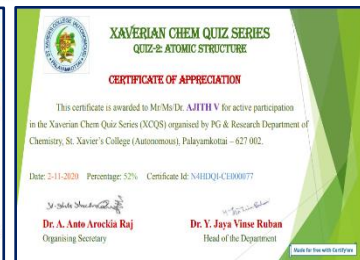 XAVERIAN CHEM QUIZ SERIES
QUIZ-2: ATOMIC STRUCTURE
CERTIFICATE OF APPRECIATION
This certificate is awarded to Mr/Ms/Dr. AJITH V for active participation
in the Xaverian Chem Quiz Series (XCQS) organised by PG & Research Department of
Chemistry, St. Xavier's College (Autonomous), Palayamkottai – 627 002.
Date: 2-11-2020 Percentage: 52% Certificate Id: N4HDQI-CE000077
Dr. A. Anto Arockia Raj Dr. Y. Jaya Vinse Ruban
Organising Secretary Head of the Department
Made for free with Certify'em